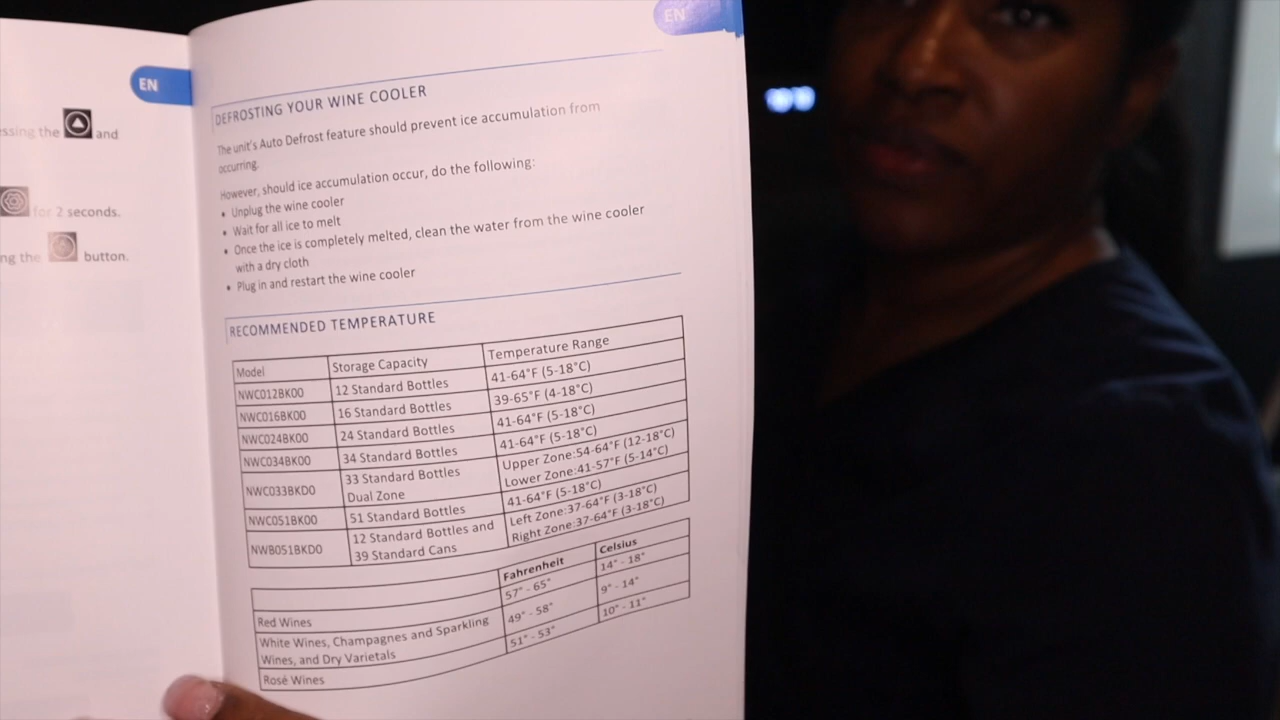 EN
ssing the and
for 2 seconds.
ng the button.
EN
DEFROSTING YOUR WINE COOLER
The unit's Auto Defrost feature should prevent ice accumulation from
occurring.
However, should ice accumulation occur, do the following:
• Unplug the wine cooler
• Wait for all ice to melt
• Once the ice is completely melted, clean the water from the wine cooler
with a dry cloth
• Plug in and restart the wine cooler
RECOMMENDED TEMPERATURE
Model Storage Capacity Temperature Range
NWC012BK00 12 Standard Bottles 41-64°F (5-18°C)
NWC016BK00 16 Standard Bottles 39-65°F (4-18°C)
NWC024BK00 24 Standard Bottles 41-64°F (5-18°C)
NWC034BK00 34 Standard Bottles 41-64°F (5-18°C)
NWC033BKD0 33 Standard Bottles Upper Zone:54-64°F (12-18°C)
Dual Zone Lower Zone:41-57°F (5-14°C)
NWC051BK00 51 Standard Bottles 41-64°F (5-18°C)
NWB051BKD0 12 Standard Bottles and Left Zone:37-64°F (3-18°C)
39 Standard Cans Right Zone:37-64°F (3-18°C)
Fahrenheit Celsius
Red Wines 57° - 65° 14° - 18°
White Wines, Champagnes and Sparkling 49° - 58° 9° - 14°
Wines, and Dry Varietals
Rosé Wines 51° - 53° 10° - 11°